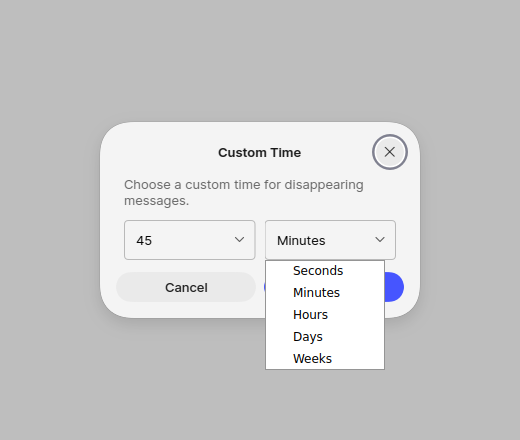 Custom Time
Choose a custom time for disappearing
messages.
45
Minutes
Cancel
Seconds
Minutes
Hours
Days
Weeks